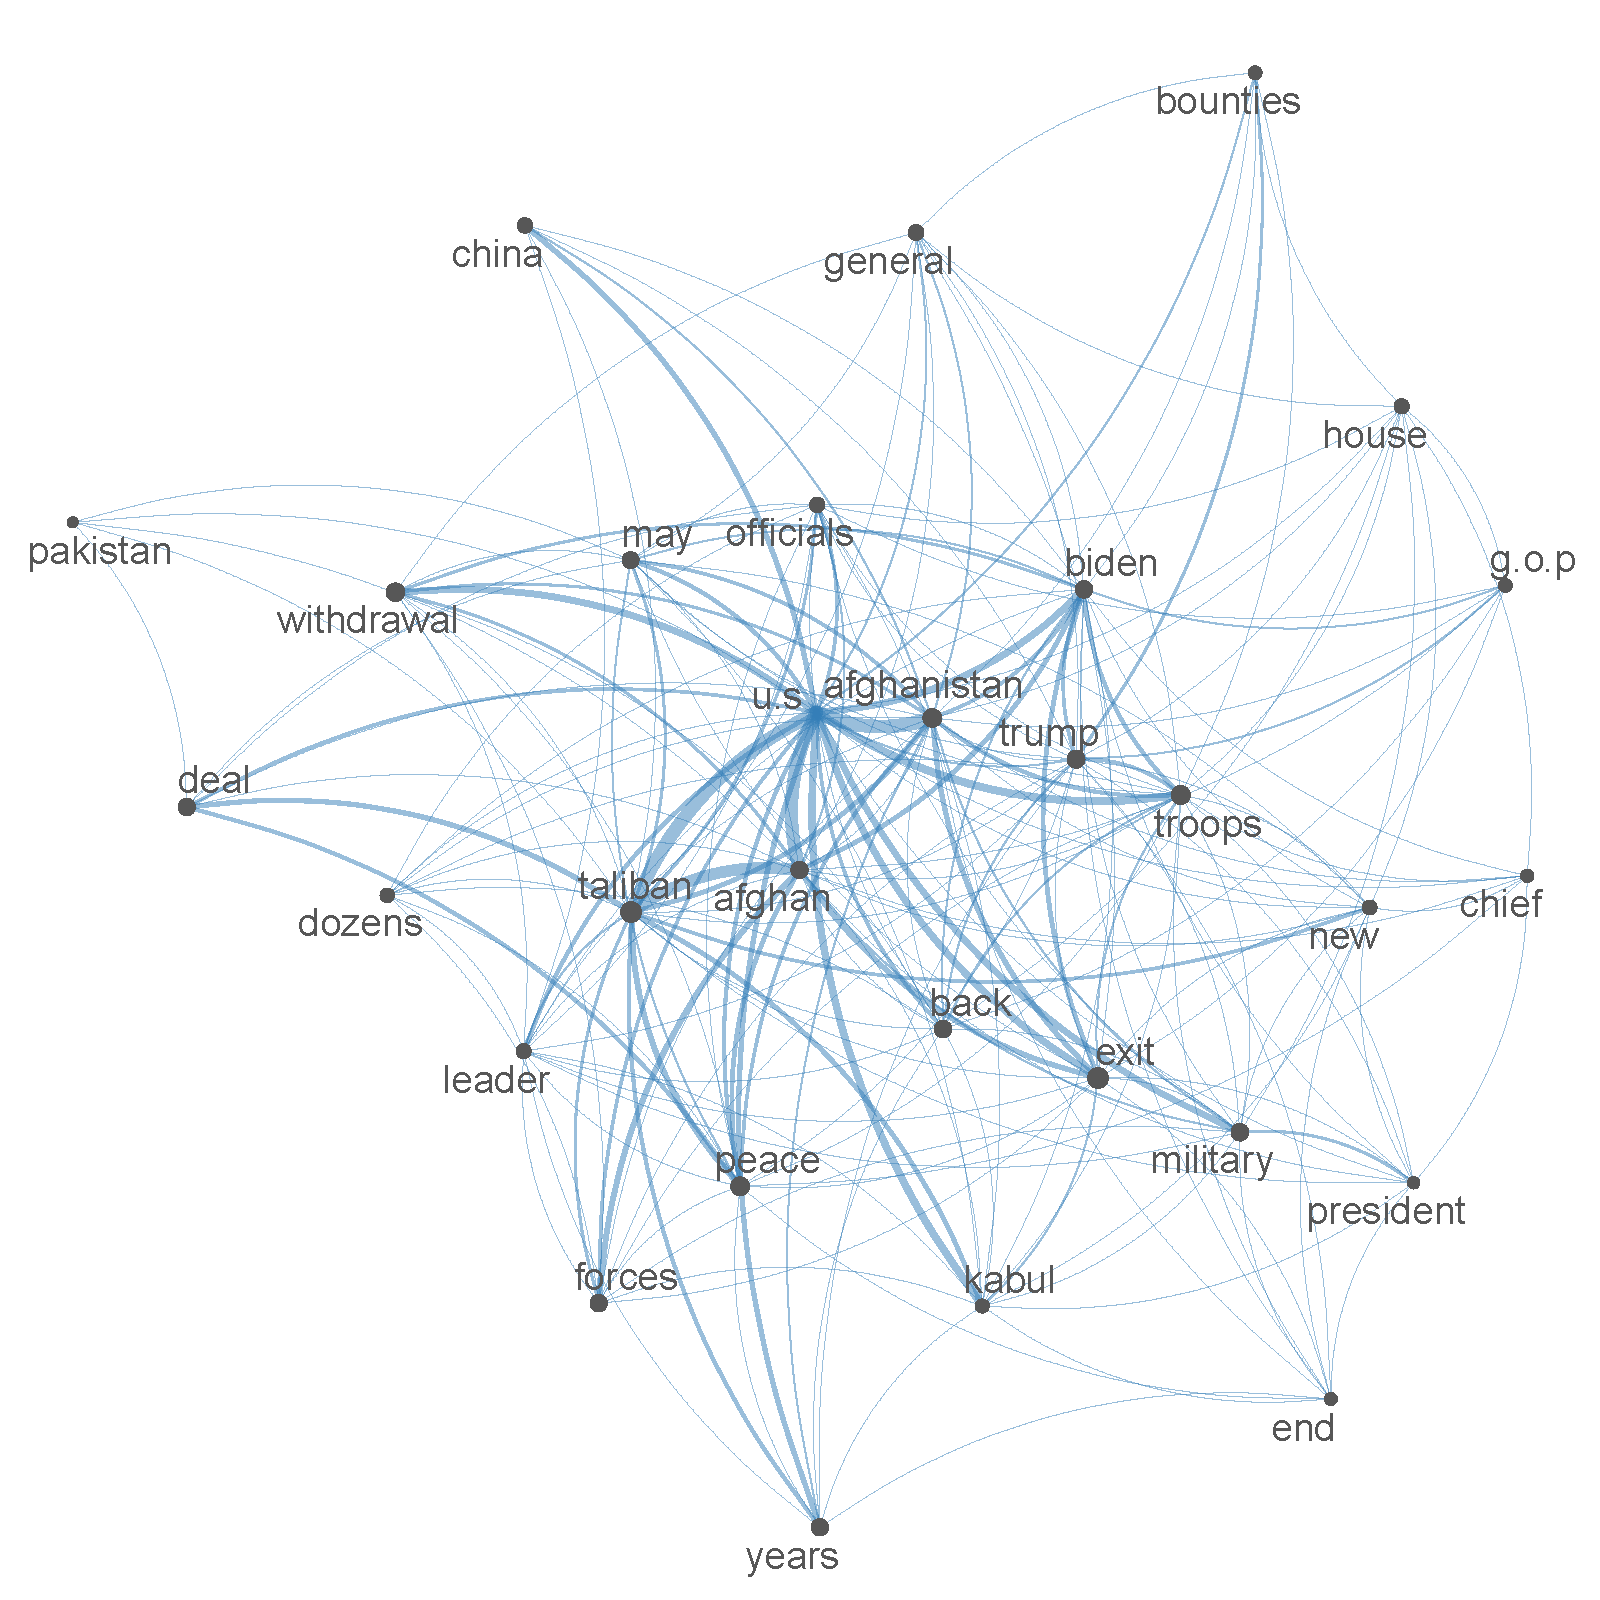 bounties
china
general
house
pakistan
may
officials
biden
g.o.p
withdrawal
u.s
afghanistan
trump
deal
troops
dozens
taliban
afghan
new
chief
back
leader
exit
peace
military
president
forces
kabul
end
years